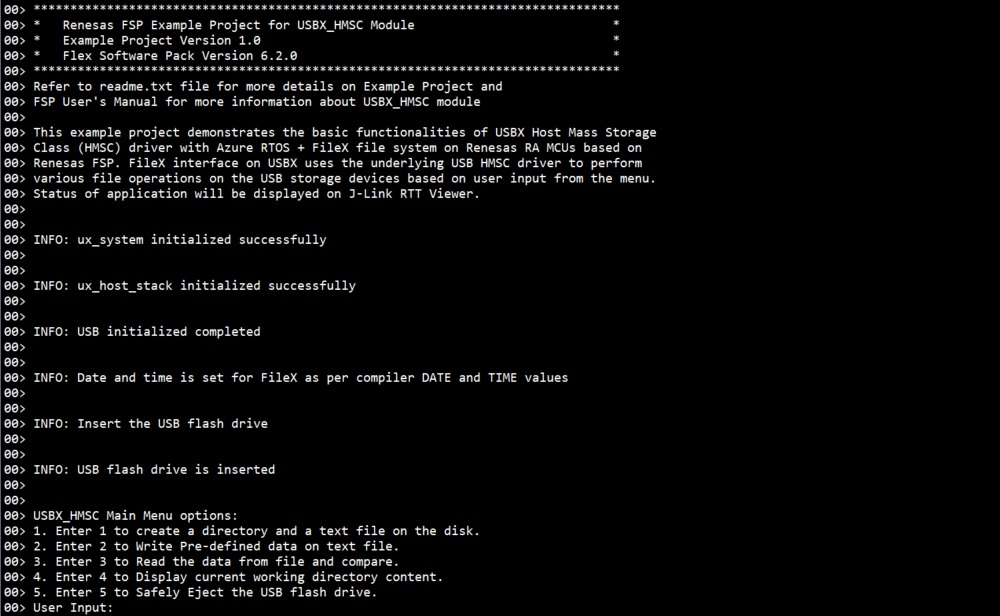 00> ********************************************************************************
00> *   Renesas FSP Example Project for USBX_HMSC Module                           *
00> *   Example Project Version 1.0                                                *
00> *   Flex Software Pack Version 6.2.0                                           *
00> ********************************************************************************
00> Refer to readme.txt file for more details on Example Project and
00> FSP User's Manual for more information about USBX_HMSC module
00>
00> This example project demonstrates the basic functionalities of USBX Host Mass Storage
00> Class (HMSC) driver with Azure RTOS + FileX file system on Renesas RA MCUs based on
00> Renesas FSP. FileX interface on USBX uses the underlying USB HMSC driver to perform
00> various file operations on the USB storage devices based on user input from the menu.
00> Status of application will be displayed on J-Link RTT Viewer.
00>
00>
00> INFO: ux_system initialized successfully
00>
00>
00> INFO: ux_host_stack initialized successfully
00>
00>
00> INFO: USB initialized completed
00>
00>
00> INFO: Date and time is set for FileX as per compiler DATE and TIME values
00>
00>
00> INFO: Insert the USB flash drive
00>
00>
00> INFO: USB flash drive is inserted
00>
00>
00> USBX_HMSC Main Menu options:
00> 1. Enter 1 to create a directory and a text file on the disk.
00> 2. Enter 2 to Write Pre-defined data on text file.
00> 3. Enter 3 to Read the data from file and compare.
00> 4. Enter 4 to Display current working directory content.
00> 5. Enter 5 to Safely Eject the USB flash drive.
00> User Input: